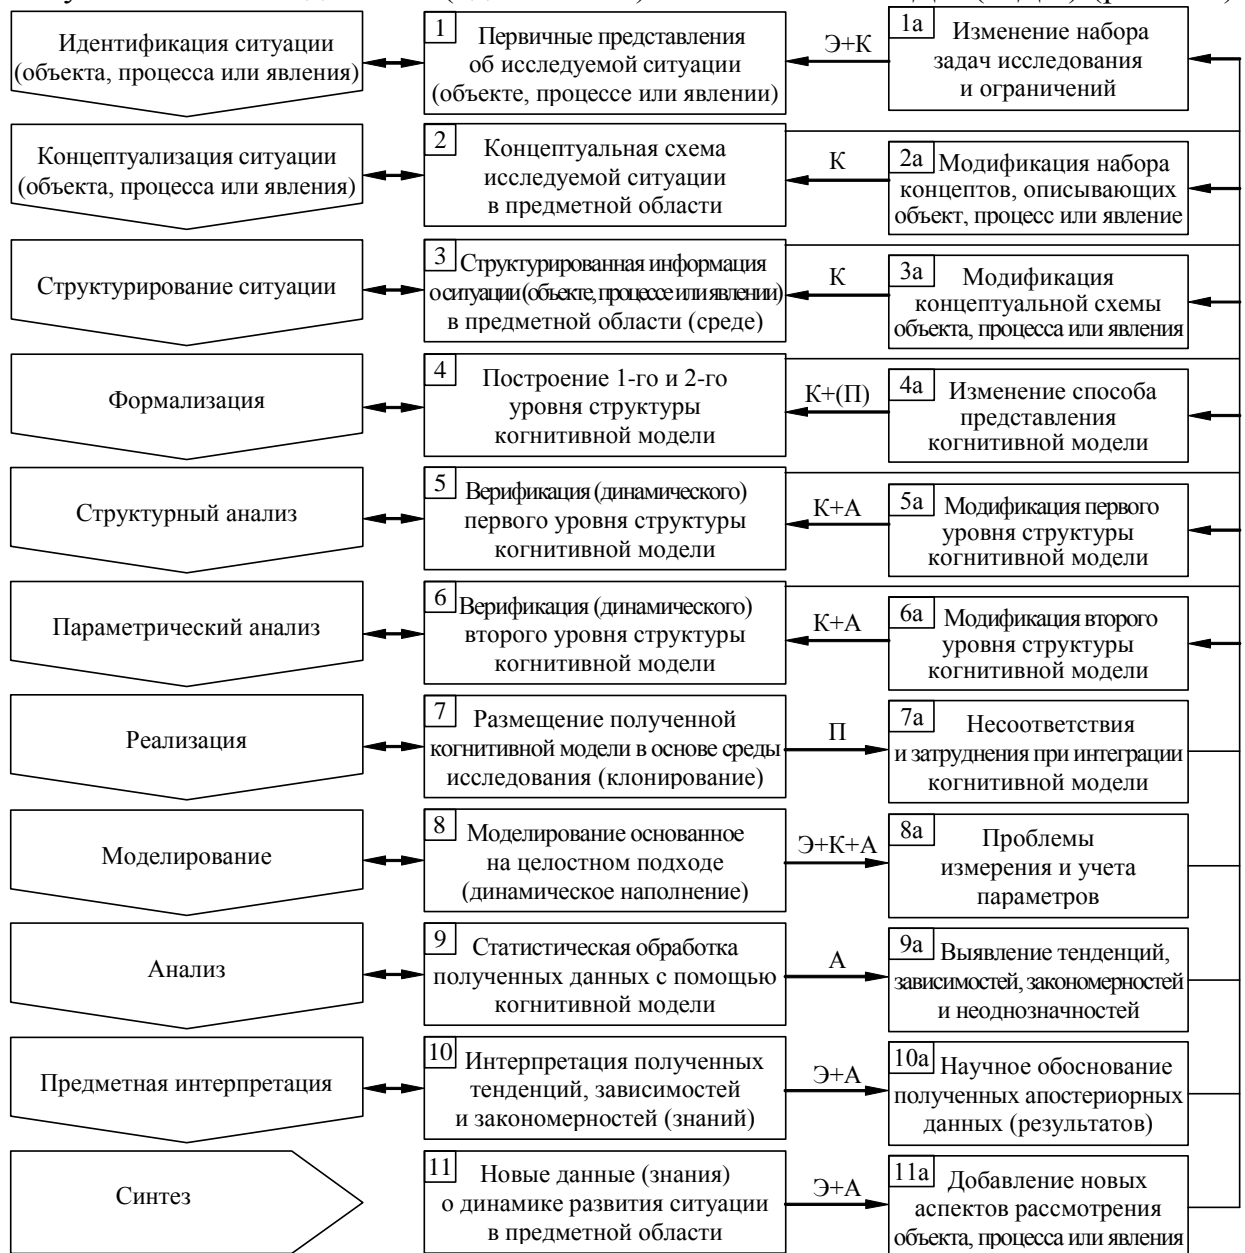 Идентификация ситуации
(объекта, процесса или явления)
1
Первичные представления
об исследуемой ситуации
(объекте, процессе или явлении)
Э+К
1а
Изменение набора
задач исследования
и ограничений
Концептуализация ситуации
(объекта, процесса или явления)
2
Концептуальная схема
исследуемой ситуации
в предметной области
К
2а
Модификация набора
концептов, описывающих
объект, процесс или явление
Структурирование ситуации
3
Структурированная информация
о ситуации (объекте, процессе или явлении)
в предметной области (среде)
К
3а
Модификация
концептуальной схемы
объекта, процесса или явления
Формализация
4
Построение 1-го и 2-го
уровня структуры
когнитивной модели
К+(П)
4а
Изменение способа
представления
когнитивной модели
Структурный анализ
5
Верификация (динамического)
первого уровня структуры
когнитивной модели
К+А
5а
Модификация первого
уровня структуры
когнитивной модели
Параметрический анализ
6
Верификация (динамического)
второго уровня структуры
когнитивной модели
К+А
6а
Модификация второго
уровня структуры
когнитивной модели
Реализация
7
Размещение полученной
когнитивной модели в основе среды
исследования (клонирование)
П
7а
Несоответствия
и затруднения при интеграции
когнитивной модели
Моделирование
8
Моделирование основанное
на целостном подходе
(динамическое наполнение)
Э+К+А
8а
Проблемы
измерения и учета
параметров
Анализ
9
Статистическая обработка
полученных данных с помощью
когнитивной модели
А
9а
Выявление тенденций,
зависимостей, закономерностей
и неоднозначностей
Предметная интерпретация
10
Интерпретация полученных
тенденций, зависимостей
и закономерностей (знаний)
Э+А
10а
Научное обоснование
полученных апостериорных
данных (результатов)
Синтез
11
Новые данные (знания)
о динамике развития ситуации
в предметной области
Э+А
11а
Добавление новых
аспектов рассмотрения
объекта, процесса или явления